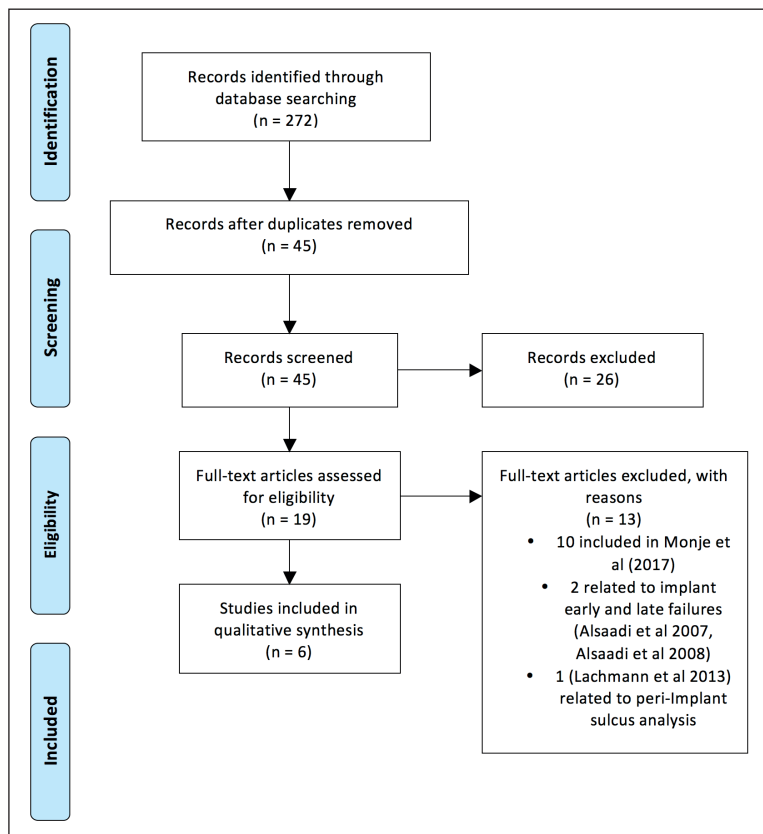 Identification
Records identified through
database searching
(n = 272)
Records after duplicates removed
(n = 45)
Screening
Records screened
(n = 45)
Records excluded
(n = 26)
Eligibility
Full-text articles assessed
for eligibility
(n = 19)
Full-text articles excluded, with
reasons
(n = 13)
• 10 included in Monje et
al (2017)
• 2 related to implant
early and late failures
(Alsaadi et al 2007,
Alsaadi et al 2008)
• 1 (Lachmann et al 2013)
related to peri-Implant
sulcus analysis
Studies included in
qualitative synthesis
(n = 6)
Included